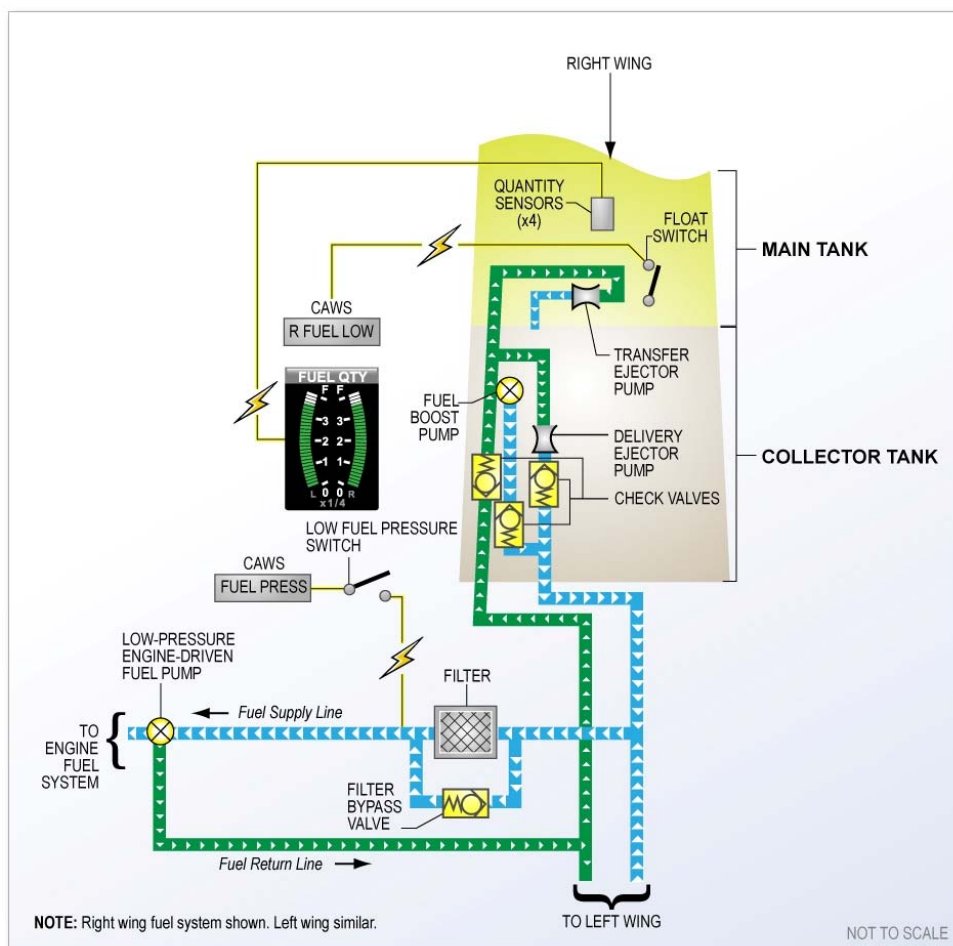 RIGHT WING
QUANTITY
SENSORS
(x4)
FLOAT
SWITCH
MAIN TANK
CAWS
R FUEL LOW
TRANSFER
EJECTOR
PUMP
FUEL QTY
F F
3 3
2 2
1 1
L 0 0 R
x1/4
FUEL
BOOST
PUMP
DELIVERY
EJECTOR
PUMP
COLLECTOR TANK
CHECK VALVES
LOW FUEL PRESSURE
SWITCH
CAWS
FUEL PRESS
LOW-PRESSURE
ENGINE-DRIVEN
FUEL PUMP
FILTER
Fuel Supply Line
TO
ENGINE
FUEL
SYSTEM
FILTER
BYPASS
VALVE
Fuel Return Line
TO LEFT WING
NOTE: Right wing fuel system shown. Left wing similar.
NOT TO SCALE